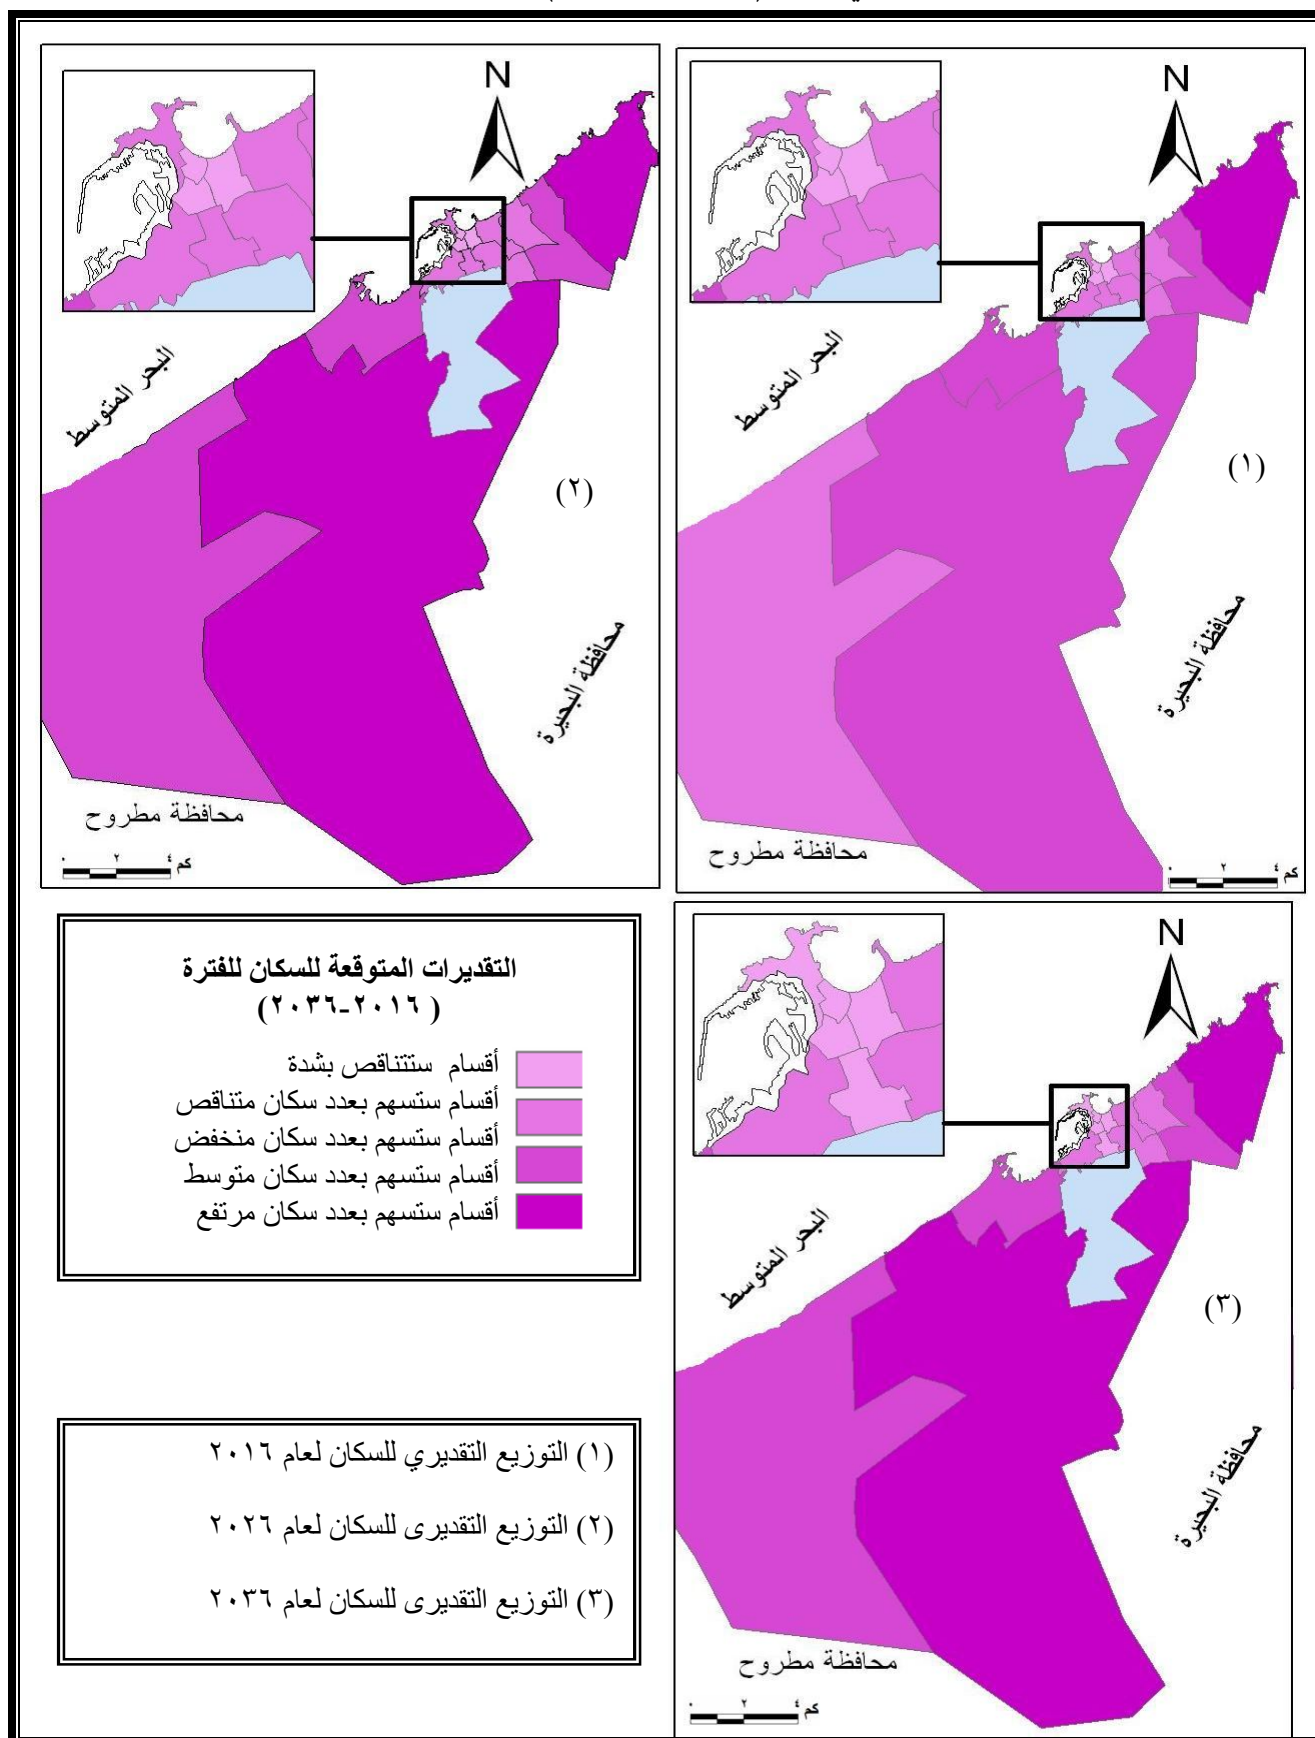 N
البحر المتوسط
(١)
محافظة البحيرة
محافظة مطروح
٠ ٢ ٤ كم
N
البحر المتوسط
(٢)
محافظة البحيرة
محافظة مطروح
٠ ٢ ٤ كم
N
البحر المتوسط
(٣)
محافظة البحيرة
محافظة مطروح
٠ ٢ ٤ كم
التقديرات المتوقعة للسكان للفترة
(٢٠١٦-٢٠٣٦ )
أقسام ستتناقص بشدة
أقسام ستسهم بعدد سكان متناقص
أقسام ستسهم بعدد سكان منخفض
أقسام ستسهم بعدد سكان متوسط
أقسام ستسهم بعدد سكان مرتفع
(١) التوزيع التقديري للسكان لعام ٢٠١٦
(٢) التوزيع التقديرى للسكان لعام ٢٠٢٦
(٣) التوزيع التقديرى للسكان لعام ٢٠٣٦